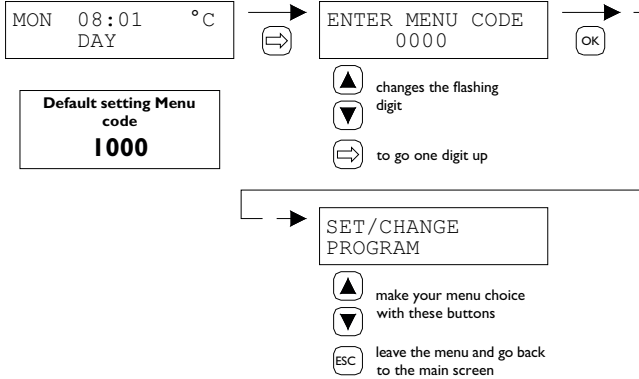 MON 08:01 °C
DAY
ENTER MENU CODE
0000
OK
changes the flashing
digit
to go one digit up
Default setting Menu
code
1000
SET/CHANGE
PROGRAM
make your menu choice
with these buttons
ESC
leave the menu and go back
to the main screen